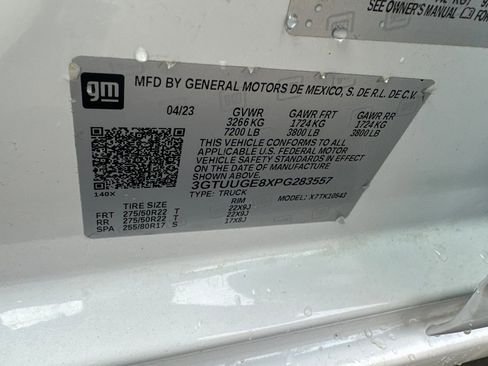 SEE OWNER'S MANUAL
gm
MFD BY GENERAL MOTORS DE MEXICO, S. DE R.L. DE C.V.
04/23 GVWR GAWR FRT GAWR RR
3266 KG 1724 KG 1724 KG
7200 LB 3800 LB 3800 LB
THIS VEHICLE CONFORMS TO ALL
APPLICABLE U.S. FEDERAL MOTOR
VEHICLE SAFETY STANDARDS IN
EFFECT ON THE DATE OF MANUFACTURE
SHOWN ABOVE.
3GTUUGE8XPG283557
TYPE: TRUCK MODEL: X7TK10543
140X
TIRE SIZE RIM
FRT 275/50R22 T 22X9J
RR 275/50R22 T 22X9J
SPA 255/80R17 S 17X8J